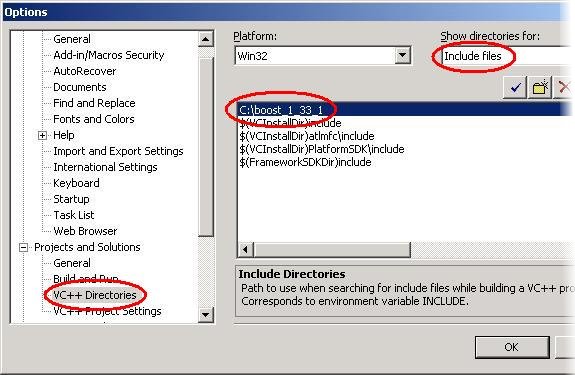 Options
General
Add-in/Macros Security
AutoRecover
Documents
Find and Replace
Fonts and Colors
Help
Import and Export Settings
International Settings
Keyboard
Startup
Task List
Web Browser
Projects and Solutions
General
Build and Run
VC++ Directories
VC++ Project Settings
Platform:
Win32
Show directories for:
Include files
C:\boost_1_33_1
$(VCInstallDir)include
$(VCInstallDir)atlmfc\include
$(VCInstallDir)PlatformSDK\include
$(FrameworkSDKDir)include
Include Directories
Path to use when searching for include files while building a VC++ pro
Corresponds to environment variable INCLUDE.
OK